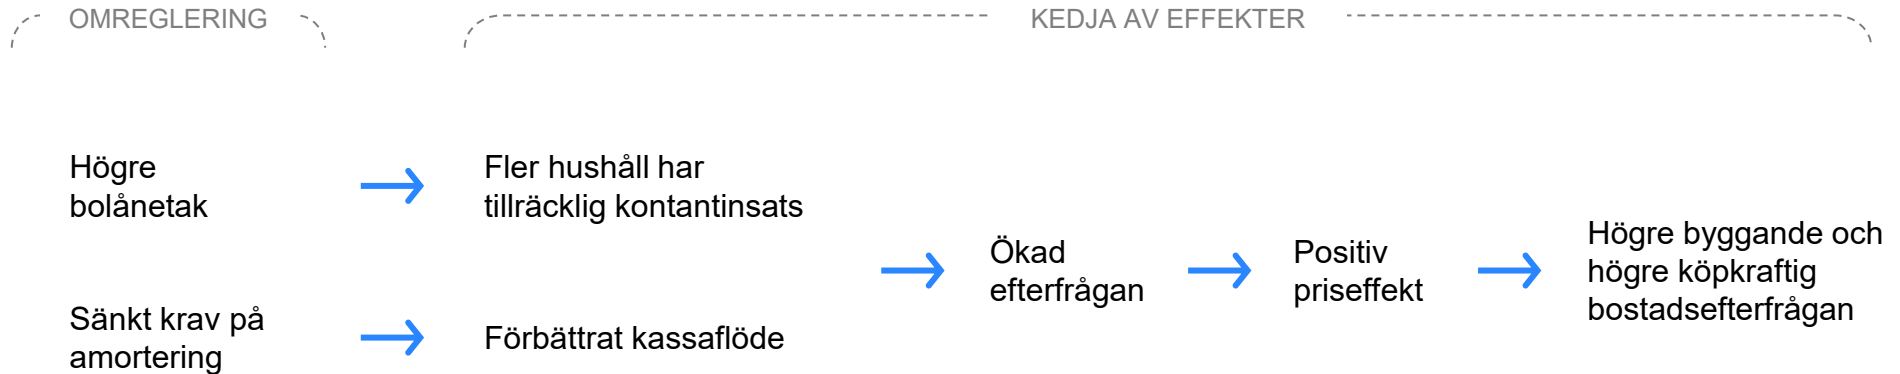 OMREGLERING
KEDJA AV EFFEKTER
Högre
bolånetak
Fler hushåll har
tillräcklig kontantinsats
Sänkt krav på
amortering
Förbättrat kassaflöde
Ökad
efterfrågan
Positiv
priseffekt
Högre byggande och
högre köpkraftig
bostadsefterfrågan